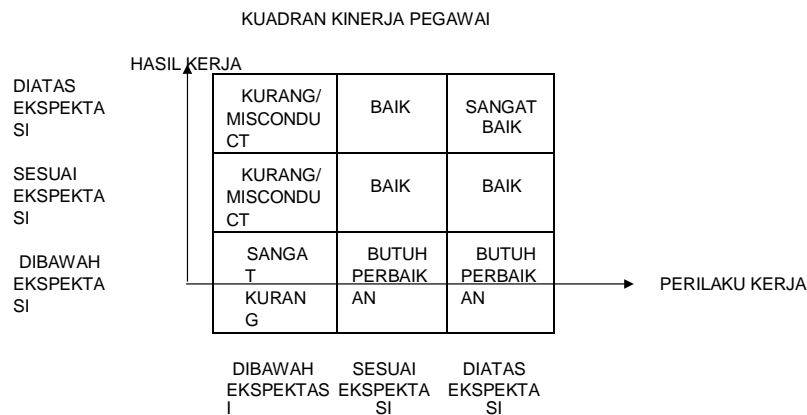 KUADRAN KINERJA PEGAWAI
HASIL KERJA
DIATAS
EKSPEKTA
SI
KURANG/
MISCONDU
CT
BAIK
SANGAT
BAIK
SESUAI
EKSPEKTA
SI
KURANG/
MISCONDU
CT
BAIK
BAIK
DIBAWAH
EKSPEKTA
SI
SANGA
T
KURAN
G
BUTUH
PERBAIK
AN
BUTUH
PERBAIK
AN
PERILAKU KERJA
DIBAWAH
EKSPEKTAS
I
SESUAI
EKSPEKTA
SI
DIATAS
EKSPEKTA
SI